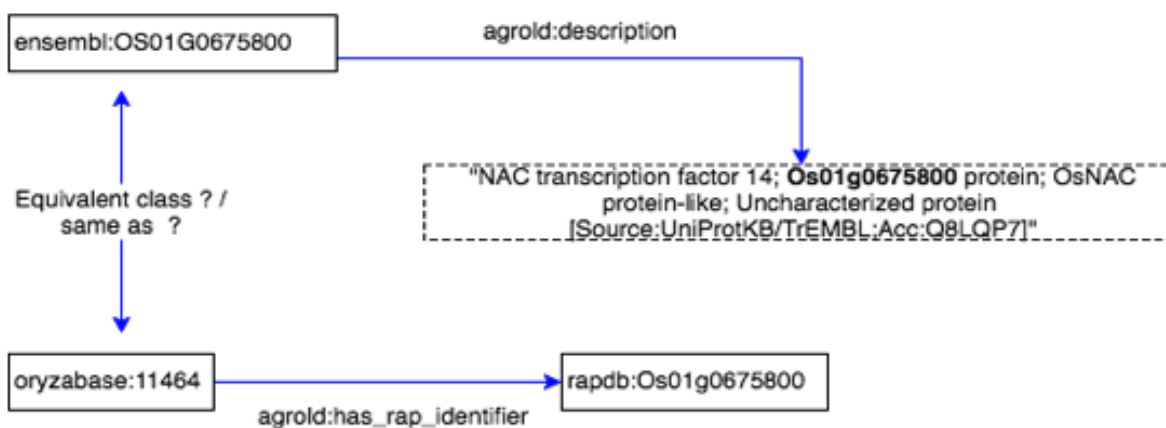 ensembl:OS01G0675800
agrold:description
"NAC transcription factor 14; Os01g0675800 protein; OsNAC
protein-like; Uncharacterized protein
[Source:UniProtKB/TrEMBL;Acc:Q8LQP7]"
Equivalent class ? /
same as ?
oryzabase:11464
rapdb:Os01g0675800
agrold:has_rap_identifier